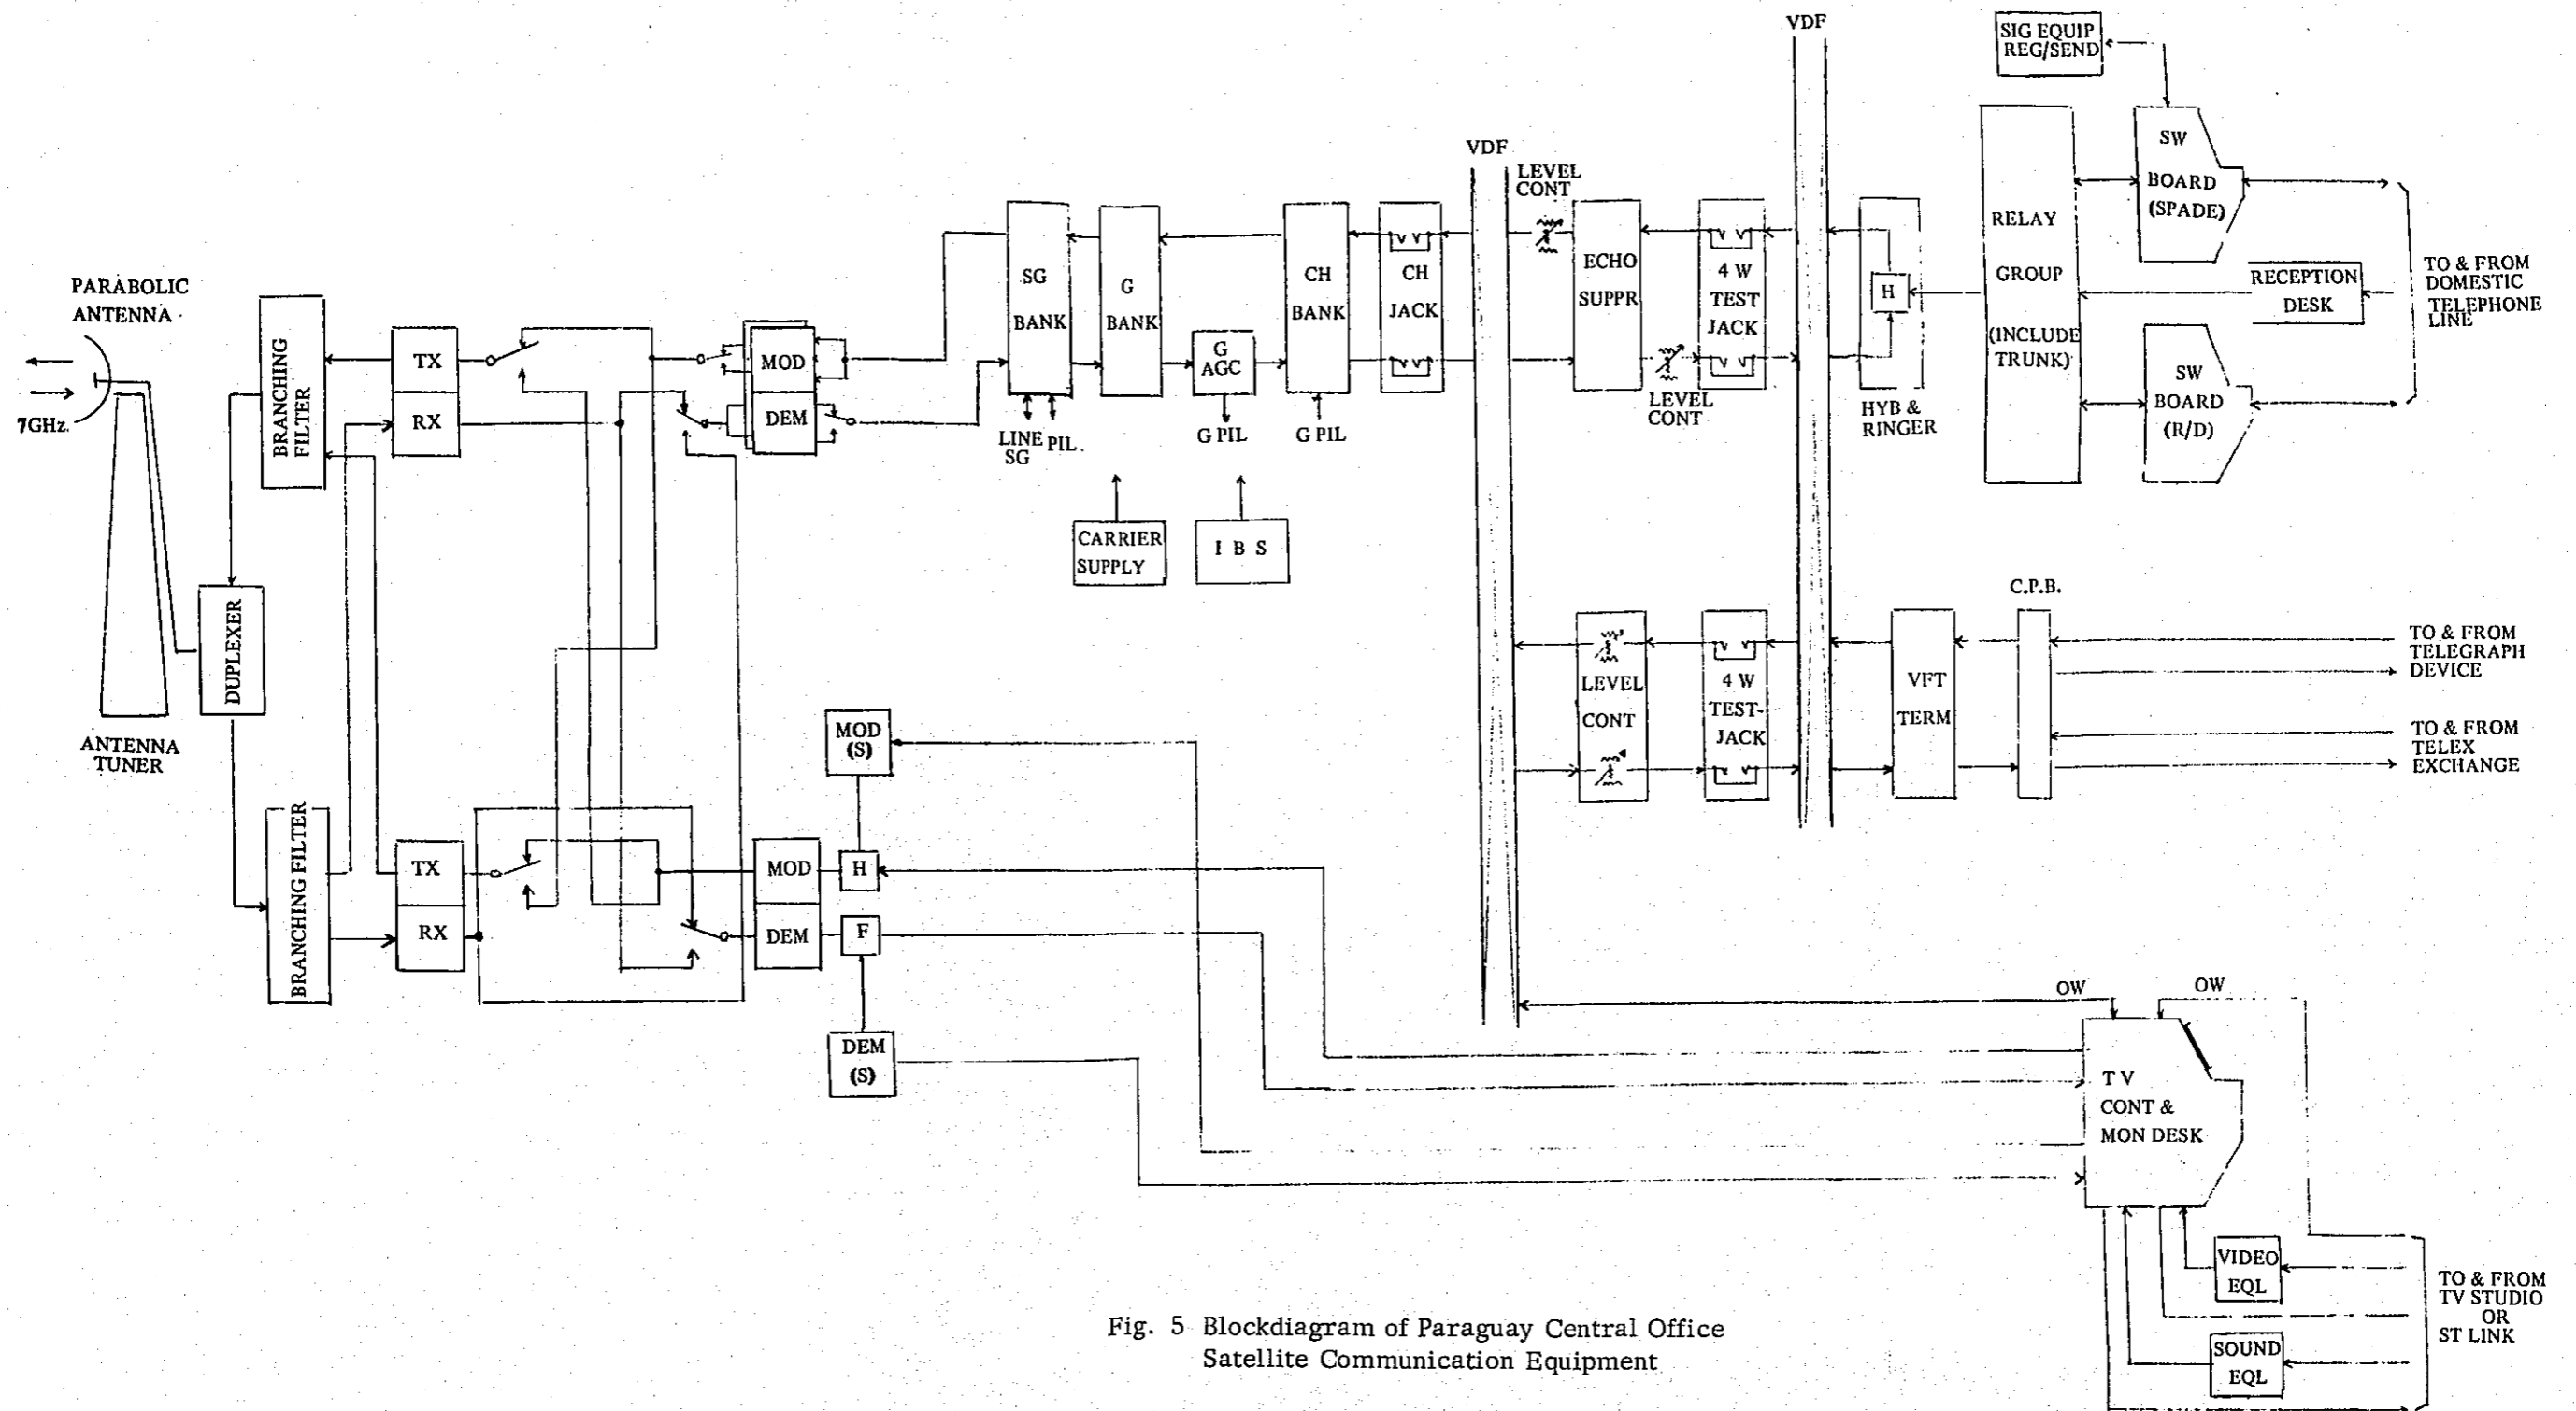 VDF
SIG EQUIP
REG/SEND
SW
BOARD
(SPADE)
VDF
LEVEL
CONT
RELAY
GROUP
(INCLUDE
TRUNK)
RECEPTION
DESK
TO & FROM
DOMESTIC
TELEPHONE
LINE
SW
BOARD
(R/D)
PARABOLIC
ANTENNA
7GHz.
BRANCHING
FILTER
TX
RX
MOD
DEM
SG
BANK
G
BANK
G
AGC
CH
BANK
CH
JACK
ECHO
SUPPR
4 W
TEST
JACK
H
LINE PIL.
SG
G PIL
G PIL
LEVEL
CONT
HYB &
RINGER
CARRIER
SUPPLY
I B S
DUPLEXER
ANTENNA
TUNER
C.P.B.
LEVEL
CONT
4 W
TEST-
JACK
VFT
TERM
TO & FROM
TELEGRAPH
DEVICE
TO & FROM
TELEX
EXCHANGE
BRANCHING FILTER
TX
RX
MOD
DEM
MOD
(S)
H
F
DEM
(S)
OW
OW
T V
CONT &
MON DESK
VIDEO
EQL
SOUND
EQL
TO & FROM
TV STUDIO
OR
ST LINK
Fig. 5 Blockdiagram of Paraguay Central Office
Satellite Communication Equipment